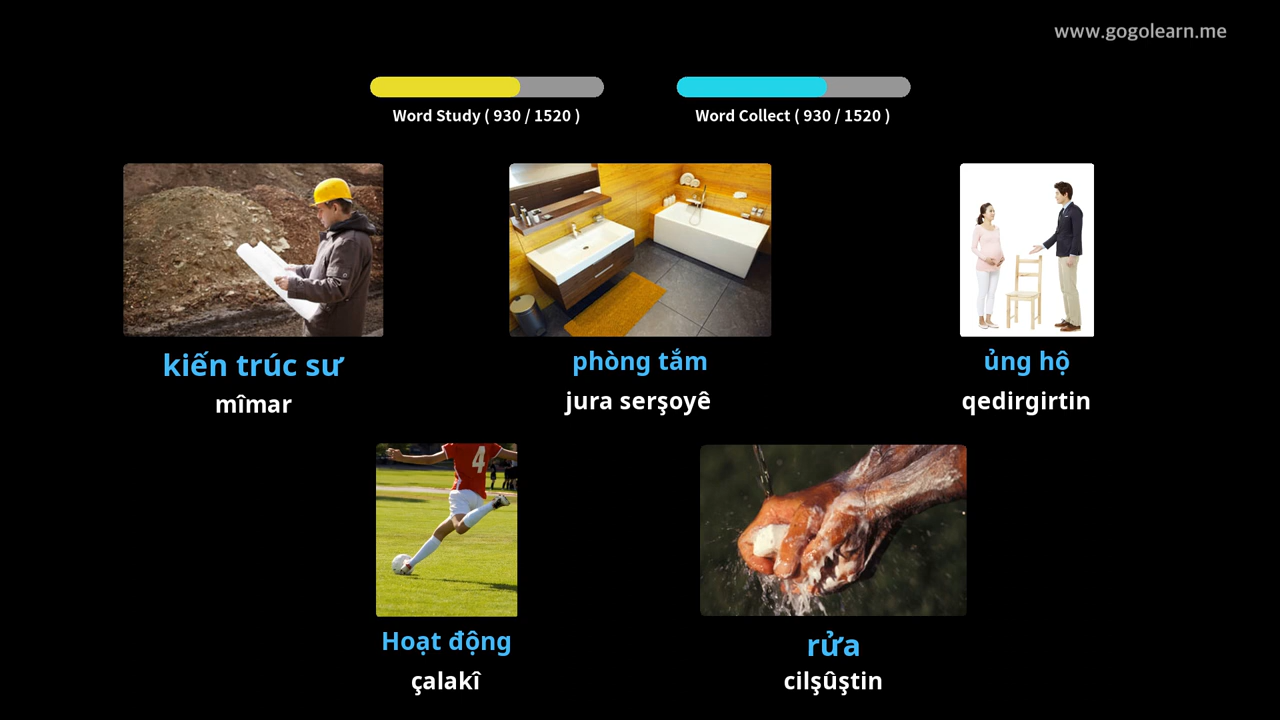 www.gogolearn.me
Word Study ( 930 / 1520 )
Word Collect ( 930 / 1520 )
kiến trúc sư
mîmar
phòng tắm
jura serşoyê
ủng hộ
qedirgirtin
4
Hoạt động
çalakî
rửa
cilşûştin